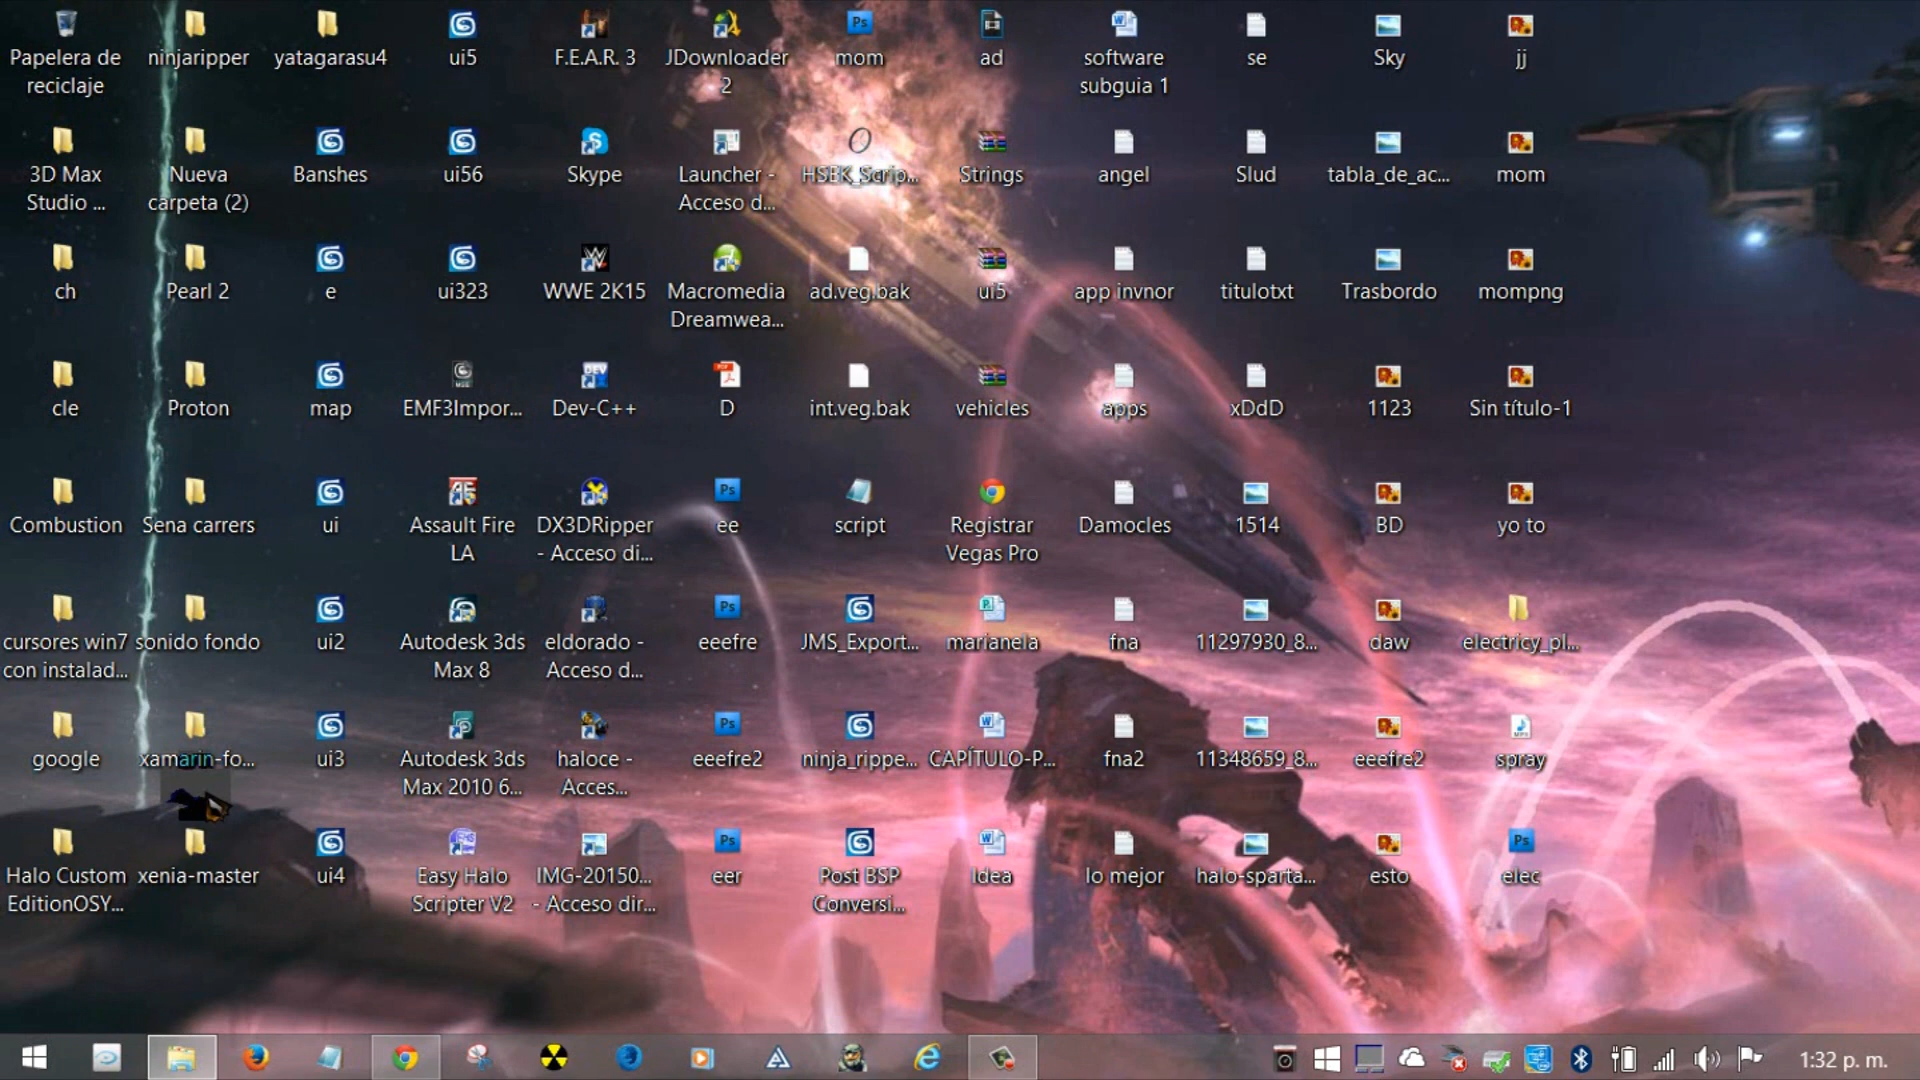 Papelera de
reciclaje
ninjaripper
yatagarasu4
ui5
F.E.A.R. 3
JDownloader
2
mom
ad
software
subguia 1
se
Sky
jj
3D Max
Studio ...
Nueva
carpeta (2)
Banshes
ui56
Skype
Launcher -
Acceso d...
HSEK_Scrip...
Strings
angel
Slud
tabla_de_ac...
mom
ch
Pearl 2
e
ui323
WWE 2K15
Macromedia
Dreamwea...
ad.veg.bak
ui5
app invnor
titulotxt
Trasbordo
mompng
cle
Proton
map
EMF3Impor...
Dev-C++
D
int.veg.bak
vehicles
apps
xDdD
1123
Sin título-1
Combustion
Sena carrers
ui
Assault Fire
LA
DX3DRipper
- Acceso di...
ee
script
Registrar
Vegas Pro
Damocles
1514
BD
yo to
cursores win7
con instalad...
sonido fondo
ui2
Autodesk 3ds
Max 8
eldorado -
Acceso d...
eeefre
JMS_Export...
marianela
fna
11297930_8...
daw
electricy_pl...
google
xamarin-fo...
ui3
Autodesk 3ds
Max 2010 6...
haloce -
Acces...
eeefre2
ninja_rippe...
CAPÍTULO-P...
fna2
11348659_8...
eeefre2
spray
Halo Custom
EditionOSY...
xenia-master
ui4
Easy Halo
Scripter V2
IMG-20150...
- Acceso dir...
eer
Post BSP
Conversi...
Idea
lo mejor
halo-sparta...
esto
elec
1:32 p. m.